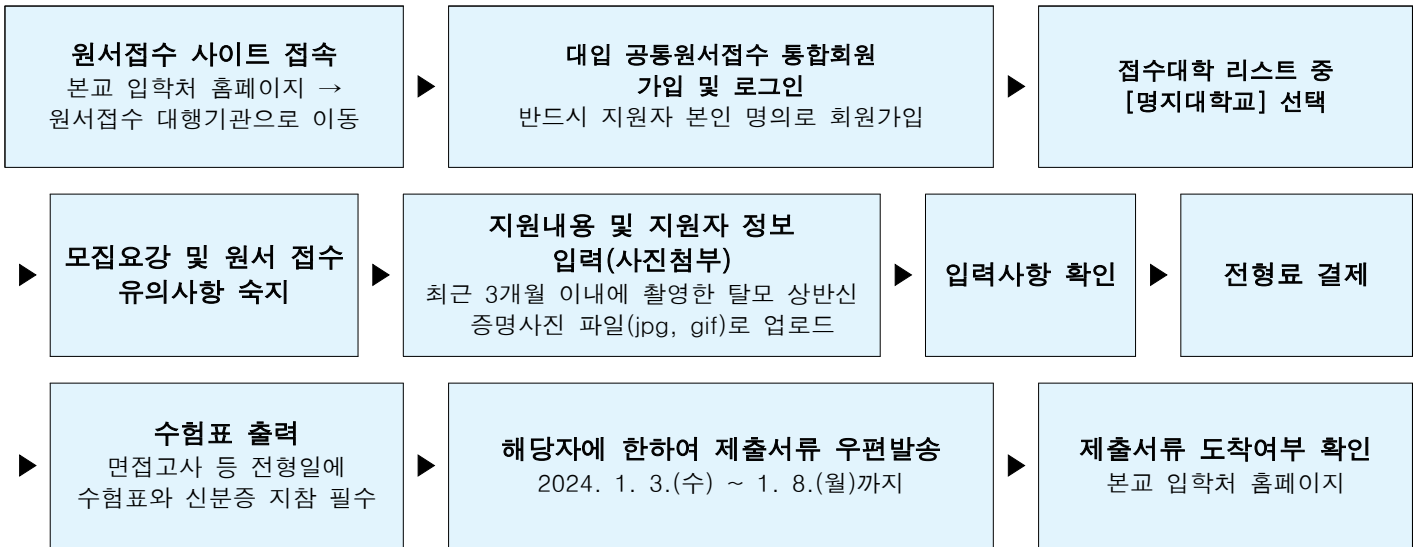 원서접수 사이트 접속
본교 입학처 홈페이지 →
원서접수 대행기관으로 이동
▶
대입 공통원서접수 통합회원
가입 및 로그인
반드시 지원자 본인 명의로 회원가입
▶
접수대학 리스트 중
[명지대학교] 선택
▶
모집요강 및 원서 접수
유의사항 숙지
▶
지원내용 및 지원자 정보
입력(사진첨부)
최근 3개월 이내에 촬영한 탈모 상반신
증명사진 파일(jpg, gif)로 업로드
▶
입력사항 확인
▶
전형료 결제
▶
수험표 출력
면접고사 등 전형일에
수험표와 신분증 지참 필수
▶
해당자에 한하여 제출서류 우편발송
2024. 1. 3.(수) ~ 1. 8.(월)까지
▶
제출서류 도착여부 확인
본교 입학처 홈페이지